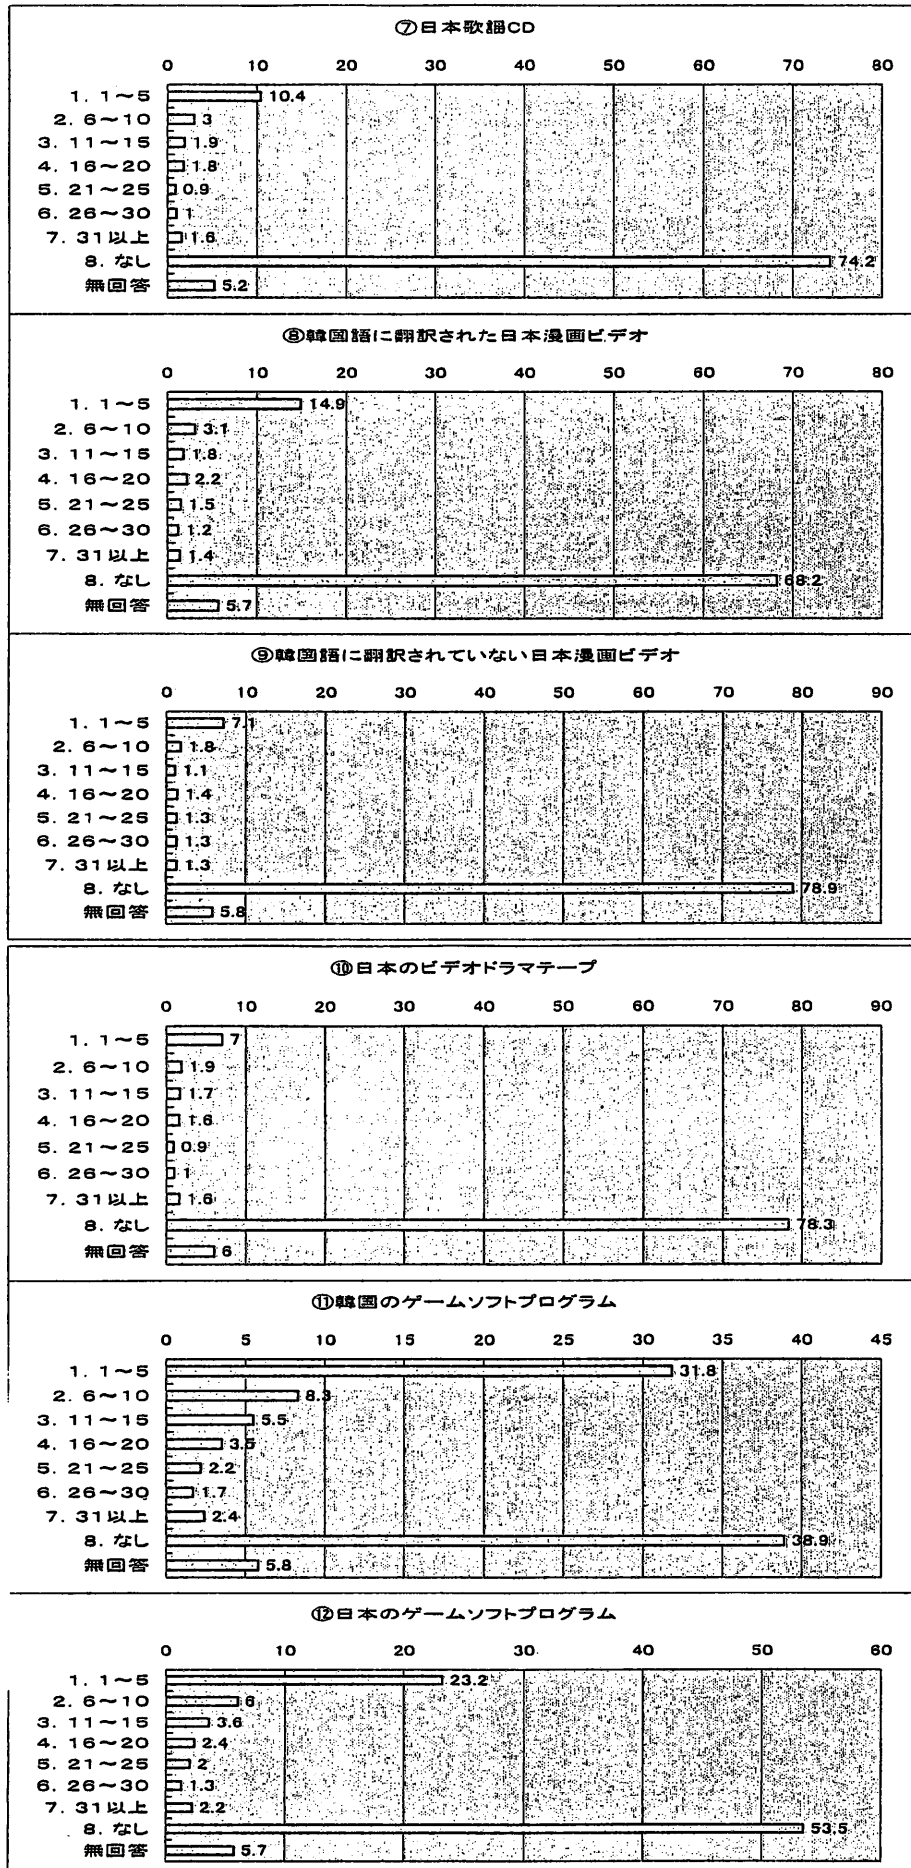 ⑦日本歌謡CD
0 10 20 30 40 50 60 70 80
1. 1～5 10.4
2. 6～10 3
3. 11～15 1.9
4. 16～20 1.8
5. 21～25 0.9
6. 26～30 1
7. 31以上 1.6
8. なし 74.2
無回答 5.2
⑧韓国語に翻訳された日本漫画ビデオ
0 10 20 30 40 50 60 70 80
1. 1～5 14.9
2. 6～10 3.1
3. 11～15 1.8
4. 16～20 2.2
5. 21～25 1.5
6. 26～30 1.2
7. 31以上 1.4
8. なし 68.2
無回答 5.7
⑨韓国語に翻訳されていない日本漫画ビデオ
0 10 20 30 40 50 60 70 80 90
1. 1～5 7.1
2. 6～10 1.8
3. 11～15 1.1
4. 16～20 1.4
5. 21～25 1.3
6. 26～30 1.3
7. 31以上 1.3
8. なし 78.9
無回答 5.8
⑩日本のビデオドラマテープ
0 10 20 30 40 50 60 70 80 90
1. 1～5 7
2. 6～10 1.9
3. 11～15 1.7
4. 16～20 1.6
5. 21～25 0.9
6. 26～30 1
7. 31以上 1.6
8. なし 78.3
無回答 6
⑪韓国のゲームソフトプログラム
0 5 10 15 20 25 30 35 40 45
1. 1～5 31.8
2. 6～10 8.3
3. 11～15 5.5
4. 16～20 3.5
5. 21～25 2.2
6. 26～30 1.7
7. 31以上 2.4
8. なし 38.9
無回答 5.8
⑫日本のゲームソフトプログラム
0 10 20 30 40 50 60
1. 1～5 23.2
2. 6～10 6
3. 11～15 3.6
4. 16～20 2.4
5. 21～25 2
6. 26～30 1.3
7. 31以上 2.2
8. なし 53.5
無回答 5.7